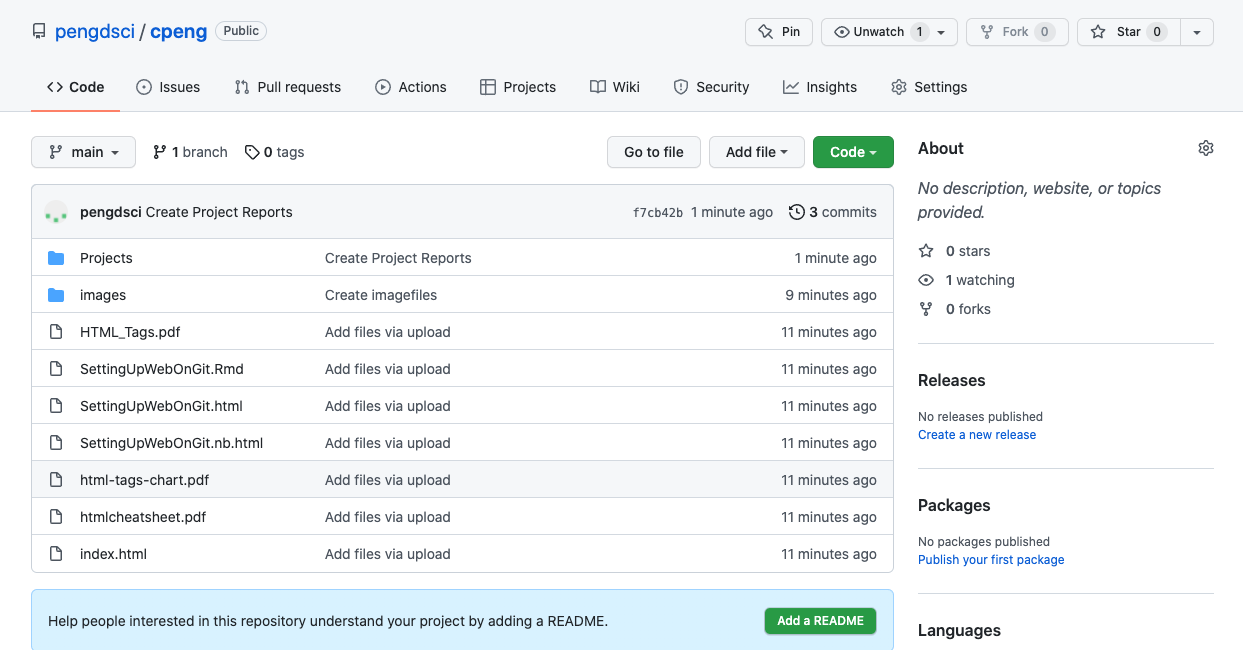 pengdsci / cpeng Public
Pin Unwatch 1 Fork 0 Star 0
Code Issues Pull requests Actions Projects Wiki Security Insights Settings
main 1 branch 0 tags Go to file Add file Code
pengdsci Create Project Reports f7cb42b 1 minute ago 3 commits
Projects Create Project Reports 1 minute ago
images Create imagefiles 9 minutes ago
HTML_Tags.pdf Add files via upload 11 minutes ago
SettingUpWebOnGit.Rmd Add files via upload 11 minutes ago
SettingUpWebOnGit.html Add files via upload 11 minutes ago
SettingUpWebOnGit.nb.html Add files via upload 11 minutes ago
html-tags-chart.pdf Add files via upload 11 minutes ago
htmlcheatsheet.pdf Add files via upload 11 minutes ago
index.html Add files via upload 11 minutes ago
Help people interested in this repository understand your project by adding a README. Add a README
About
No description, website, or topics
provided.
0 stars
1 watching
0 forks
Releases
No releases published
Create a new release
Packages
No packages published
Publish your first package
Languages